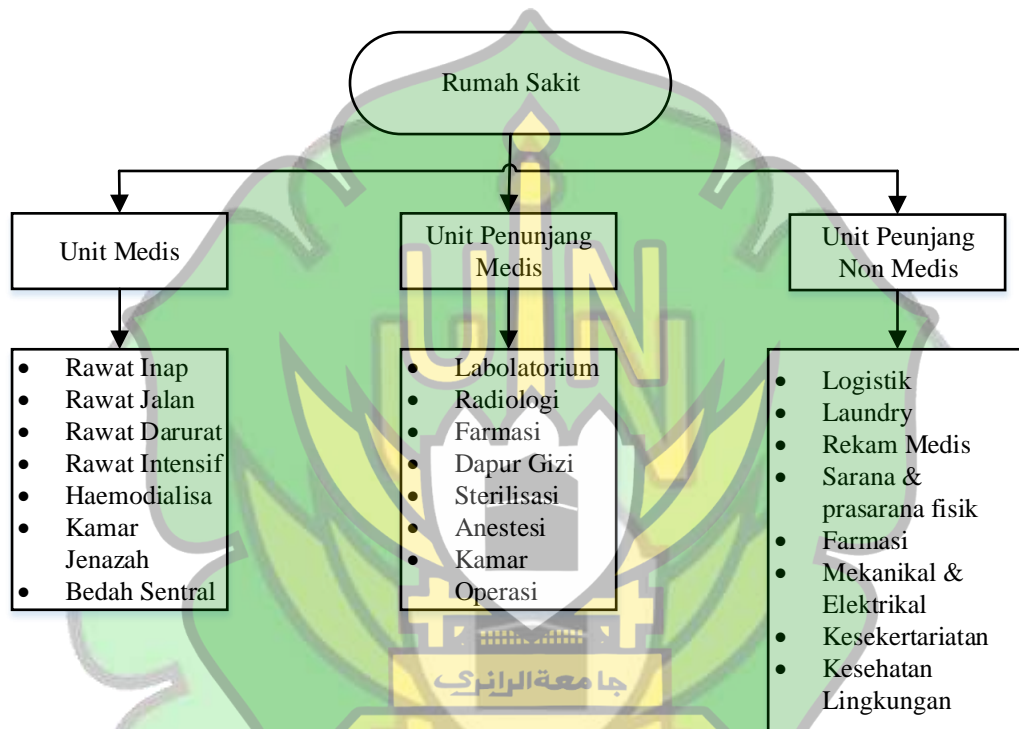 Rumah Sakit
Unit Medis
Unit Penunjang
Medis
Unit Peunjang
Non Medis
• Rawat Inap
• Rawat Jalan
• Rawat Darurat
• Rawat Intensif
• Haemodialisa
• Kamar
Jenazah
• Bedah Sentral
• Labolatorium
• Radiologi
• Farmasi
• Dapur Gizi
• Sterilisasi
• Anestesi
• Kamar
Operasi
• Logistik
• Laundry
• Rekam Medis
• Sarana &
prasarana fisik
• Farmasi
• Mekanikal &
Elektrikal
• Kesekertariatan
• Kesehatan
Lingkungan
UIN
جامعة الرانري